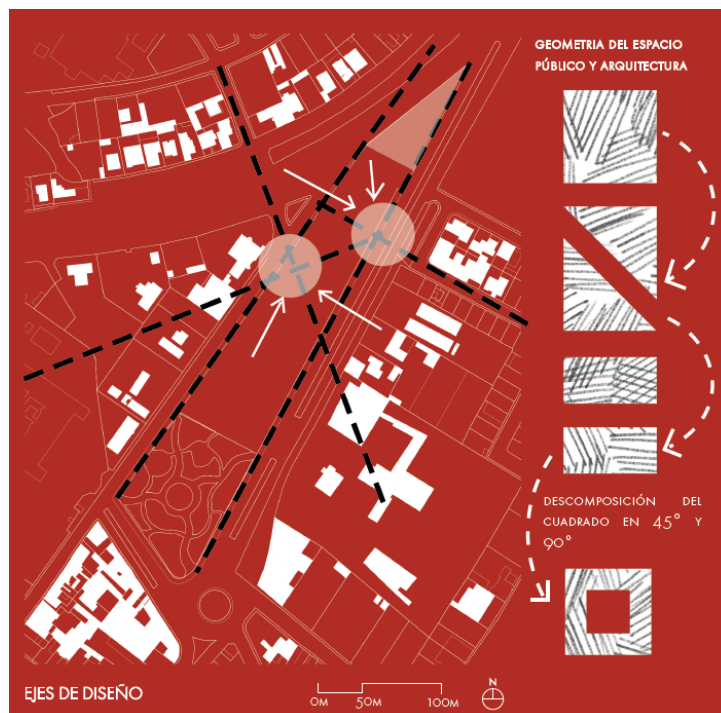 GEOMETRIA DEL ESPACIO
PÚBLICO Y ARQUITECTURA
DESCOMPOSICIÓN DEL
CUADRADO EN 45° Y
90°
EJES DE DISEÑO
0M 50M 100M
N